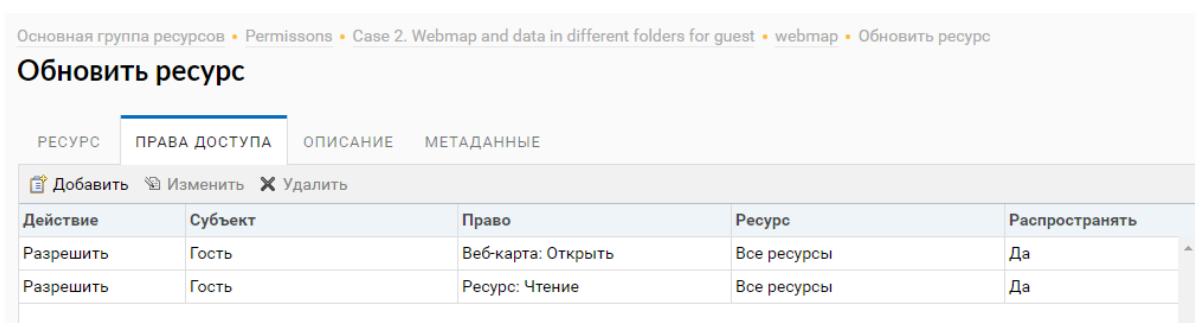 Основная группа ресурсов • Permissons • Case 2. Webmap and data in different folders for guest • webmap • Обновить ресурс
Обновить ресурс
РЕСУРС ПРАВА ДОСТУПА ОПИСАНИЕ МЕТАДАННЫЕ
Добавить Изменить Удалить
Действие Субъект Право Ресурс Распространять
Разрешить Гость Веб-карта: Открыть Все ресурсы Да
Разрешить Гость Ресурс: Чтение Все ресурсы Да